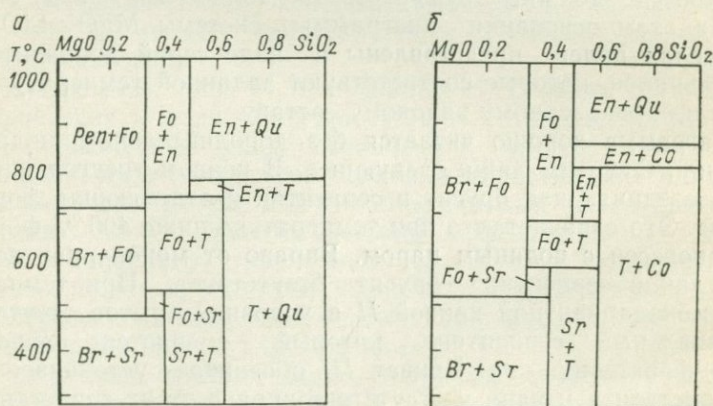 а
T,°C
MgO 0,2 0,4 0,6 0,8 SiO2
1000
800
600
400
Pen+Fo
Fo + En
En+Qu
En+T
Br+Fo
Fo+T
Fo+Sr
T+Qu
Br+Sr
Sr+T
б
MgO 0,2 0,4 0,6 0,8 SiO2
En+Qu
Fo + En
En+Co
Br+Fo
En + T
Fo+T
Fo+Sr
T+Co
Sr + T
Br+Sr